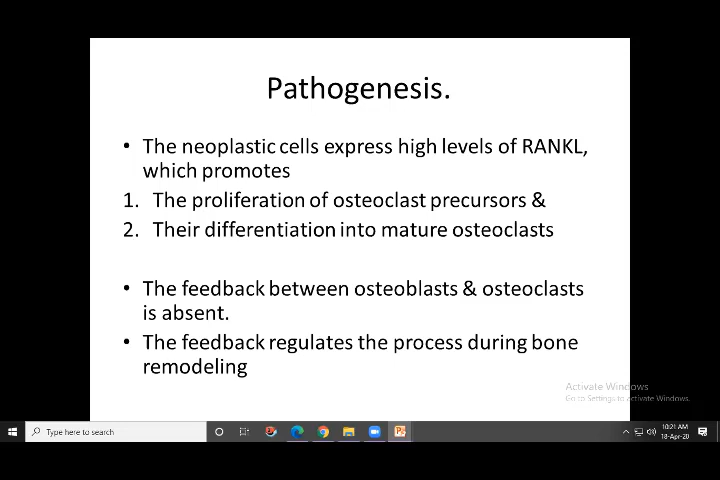 Pathogenesis.
• The neoplastic cells express high levels of RANKL,
which promotes
1. The proliferation of osteoclast precursors &
2. Their differentiation into mature osteoclasts
• The feedback between osteoblasts & osteoclasts
is absent.
• The feedback regulates the process during bone
remodeling
Activate Windows
Go to Settings to activate Windows.
Type here to search
10:21 AM
18-Apr-20